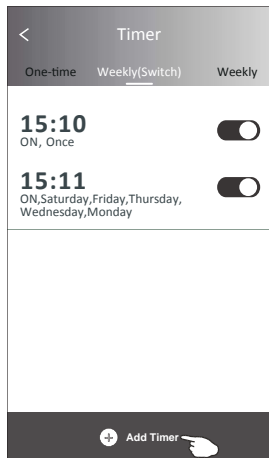 Timer
One-time Weekly(Switch) Weekly
15:10
ON, Once
15:11
ON,Saturday,Friday,Thursday,
Wednesday,Monday
Add Timer